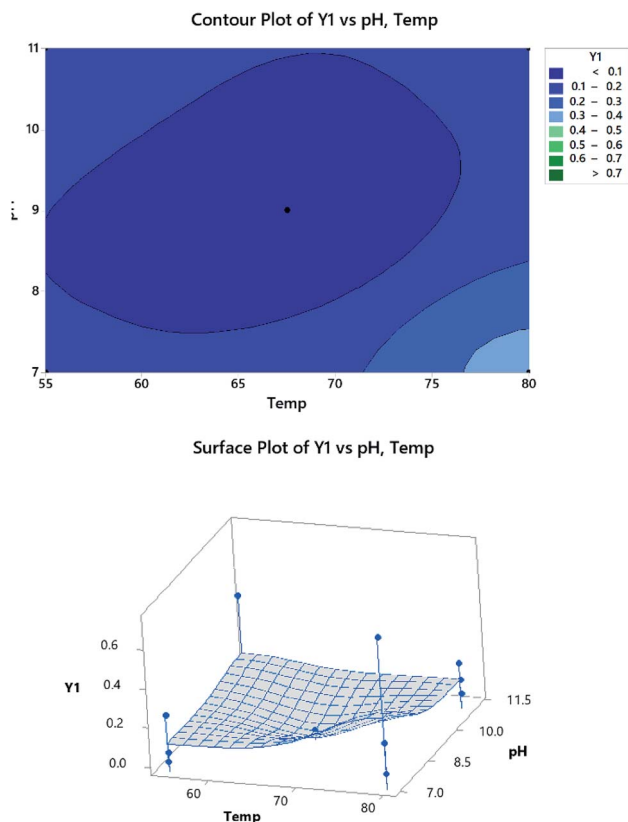 Contour Plot of Y1 vs pH, Temp
11
10
9
8
7
55
60
65
70
75
80
Temp
Y1
< 0.1
0.1 – 0.2
0.2 – 0.3
0.3 – 0.4
0.4 – 0.5
0.5 – 0.6
0.6 – 0.7
> 0.7
Surface Plot of Y1 vs pH, Temp
Y1
0.6
0.4
0.2
0.0
60
70
80
Temp
7.0
8.5
10.0
11.5
pH